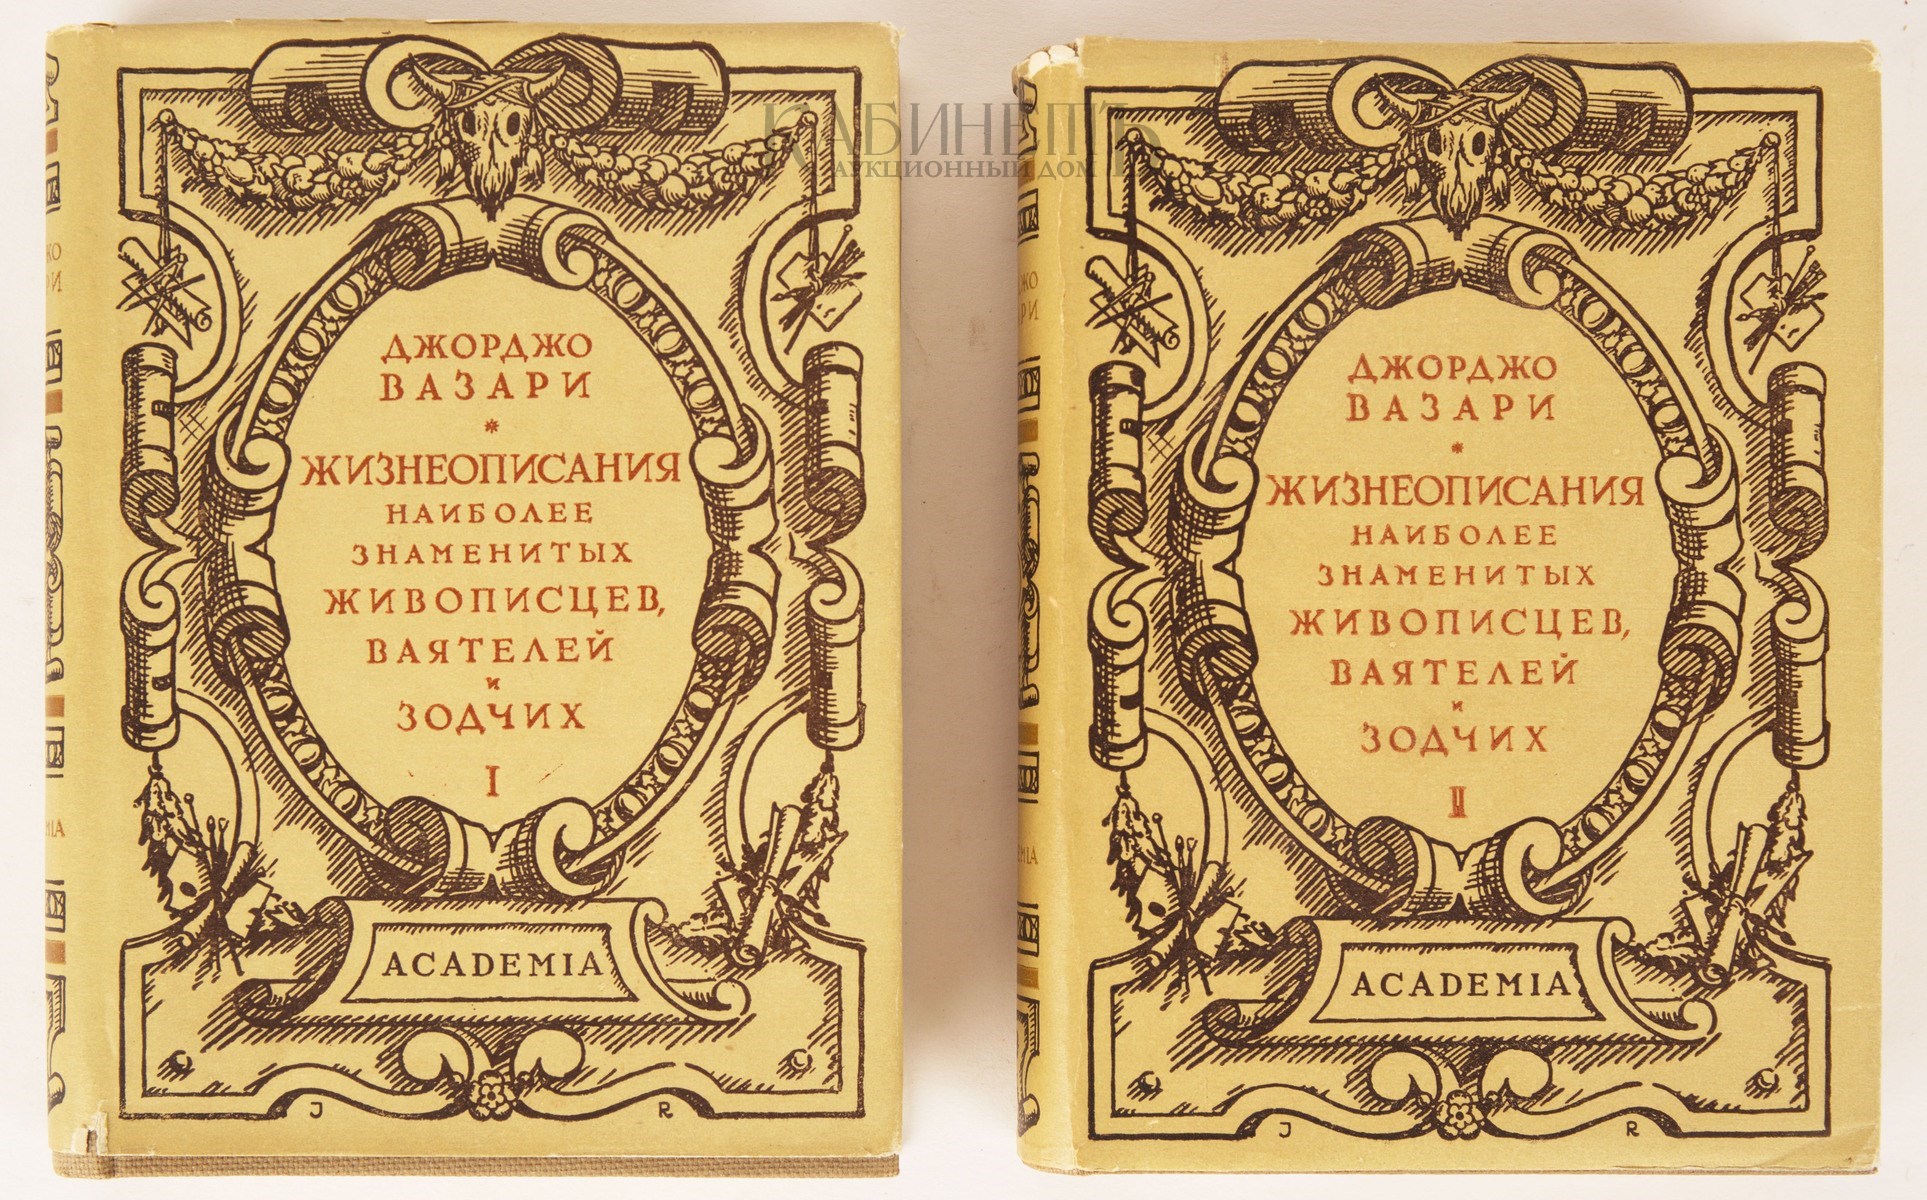 КАБИНЕТЪ
АУКЦИОННЫЙ ДОМ
ДЖОРДЖО
ВАЗАРИ
*
ЖИЗНЕОПИСАНИЯ
НАИБОЛЕЕ
ЗНАМЕНИТЫХ
ЖИВОПИСЦЕВ,
ВАЯТЕЛЕЙ
и
ЗОДЧИХ
I
ACADEMIA
J R
ДЖОРДЖО
ВАЗАРИ
*
ЖИЗНЕОПИСАНИЯ
НАИБОЛЕЕ
ЗНАМЕНИТЫХ
ЖИВОПИСЦЕВ,
ВАЯТЕЛЕЙ
и
ЗОДЧИХ
II
ACADEMIA
J R